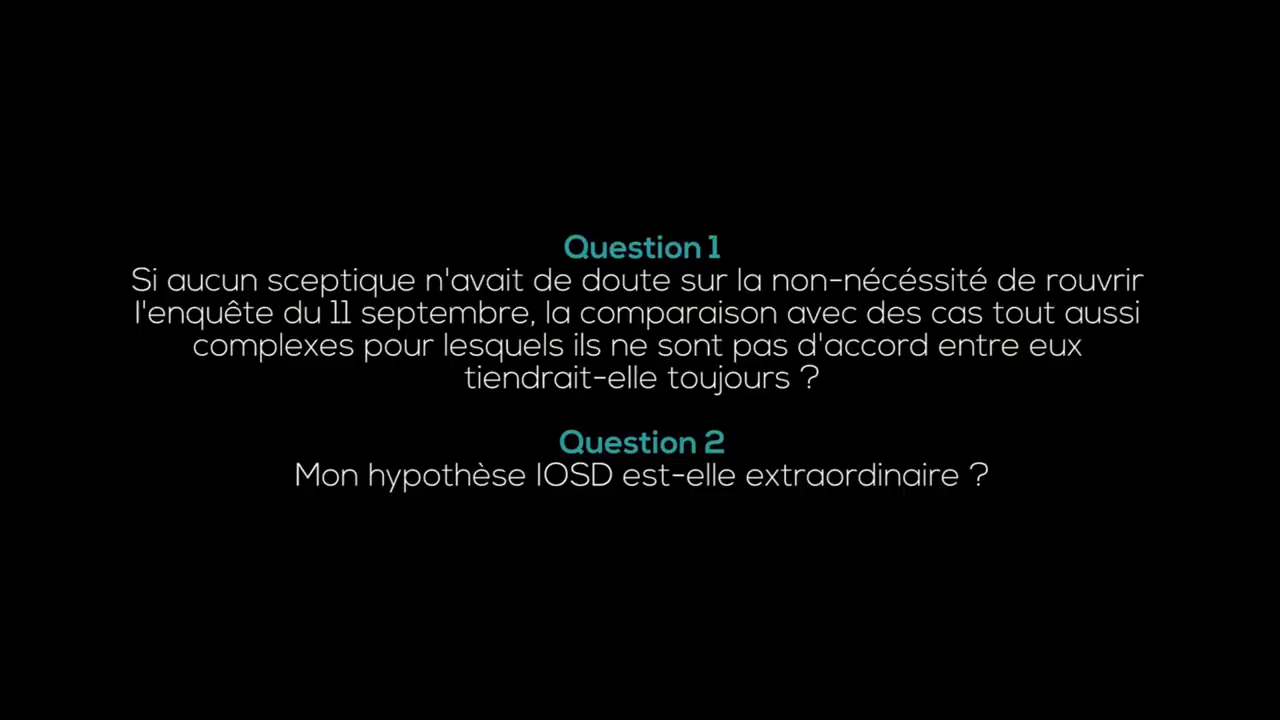 Question 1
Si aucun sceptique n'avait de doute sur la non-nécéssité de rouvrir
l'enquête du 11 septembre, la comparaison avec des cas tout aussi
complexes pour lesquels ils ne sont pas d'accord entre eux
tiendrait-elle toujours ?
Question 2
Mon hypothèse IOSD est-elle extraordinaire ?